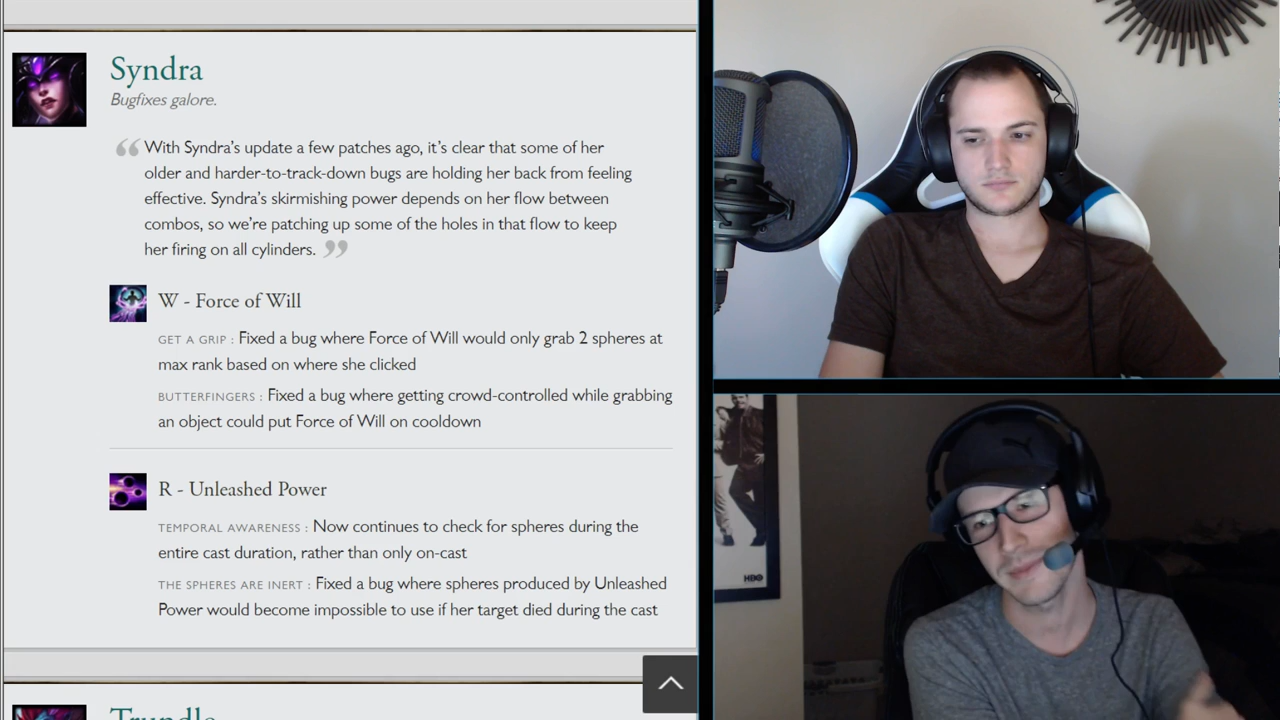 Syndra
Bugfixes galore.
“ With Syndra’s update a few patches ago, it’s clear that some of her
older and harder-to-track-down bugs are holding her back from feeling
effective. Syndra’s skirmishing power depends on her flow between
combos, so we’re patching up some of the holes in that flow to keep
her firing on all cylinders. ”
W - Force of Will
GET A GRIP : Fixed a bug where Force of Will would only grab 2 spheres at
max rank based on where she clicked
BUTTERFINGERS : Fixed a bug where getting crowd-controlled while grabbing
an object could put Force of Will on cooldown
R - Unleashed Power
TEMPORAL AWARENESS : Now continues to check for spheres during the
entire cast duration, rather than only on-cast
THE SPHERES ARE INERT : Fixed a bug where spheres produced by Unleashed
Power would become impossible to use if her target died during the cast
Trundle
HBO